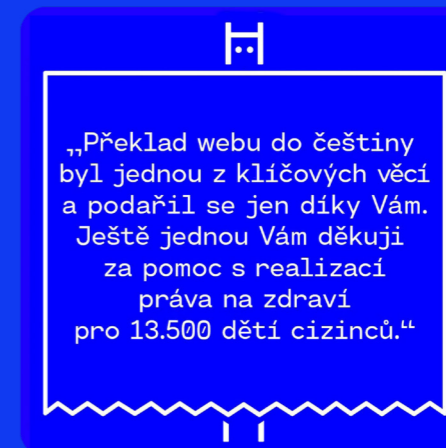 „Překlad webu do češtiny
byl jednou z klíčových věcí
a podařil se jen díky Vám.
Ještě jednou Vám děkuji
za pomoc s realizací
práva na zdraví
pro 13.500 dětí cizinců.“